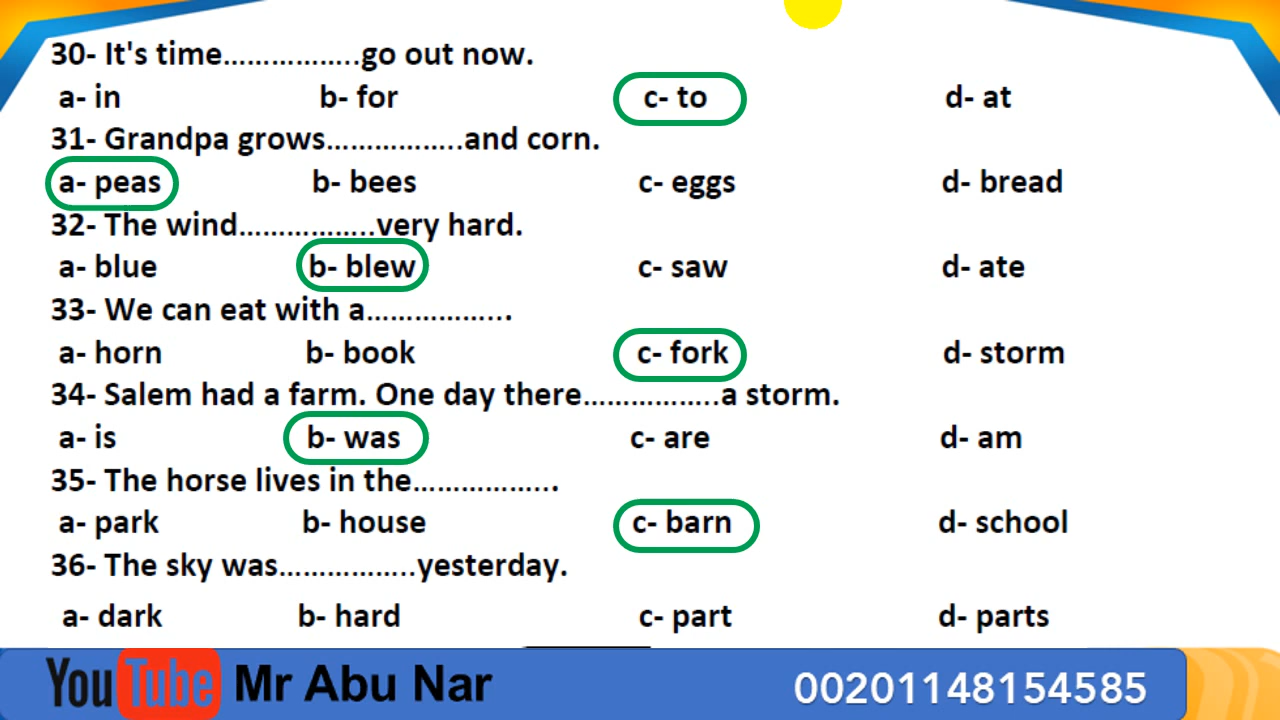 30- It's time……………..go out now.
a- in b- for c- to d- at
31- Grandpa grows……………..and corn.
a- peas b- bees c- eggs d- bread
32- The wind……………..very hard.
a- blue b- blew c- saw d- ate
33- We can eat with a……………..
a- horn b- book c- fork d- storm
34- Salem had a farm. One day there……………..a storm.
a- is b- was c- are d- am
35- The horse lives in the……………..
a- park b- house c- barn d- school
36- The sky was……………..yesterday.
a- dark b- hard c- part d- parts
YouTube Mr Abu Nar 00201148154585